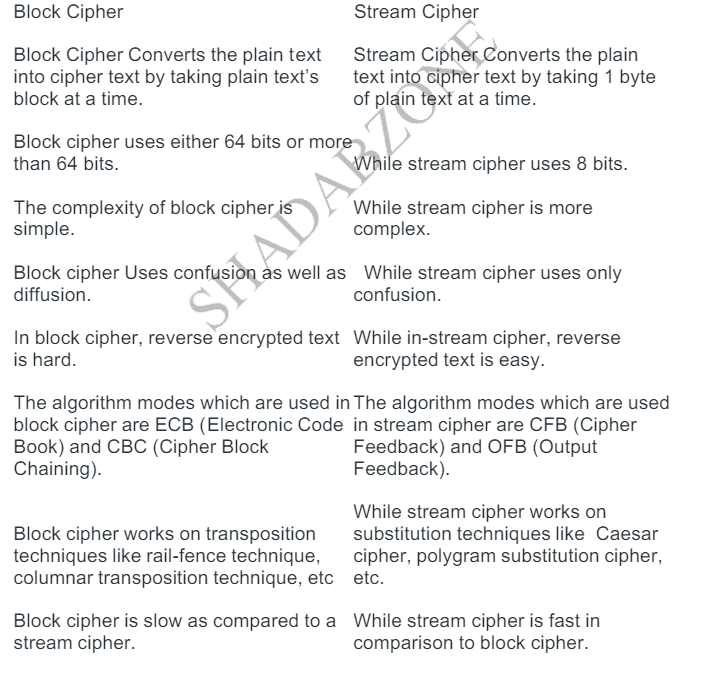 Block Cipher
Stream Cipher
Block Cipher Converts the plain text
into cipher text by taking plain text's
block at a time.
Stream Cipher Converts the plain
text into cipher text by taking 1 byte
of plain text at a time.
Block cipher uses either 64 bits or more
than 64 bits.
While stream cipher uses 8 bits.
The complexity of block cipher is
simple.
While stream cipher is more
complex.
Block cipher Uses confusion as well as
diffusion.
While stream cipher uses only
confusion.
In block cipher, reverse encrypted text
is hard.
While in-stream cipher, reverse
encrypted text is easy.
The algorithm modes which are used in
block cipher are ECB (Electronic Code
Book) and CBC (Cipher Block
Chaining).
The algorithm modes which are used
in stream cipher are CFB (Cipher
Feedback) and OFB (Output
Feedback).
Block cipher works on transposition
techniques like rail-fence technique,
columnar transposition technique, etc
While stream cipher works on
substitution techniques like Caesar
cipher, polygram substitution cipher,
etc.
Block cipher is slow as compared to a
stream cipher.
While stream cipher is fast in
comparison to block cipher.
SHADABZONE